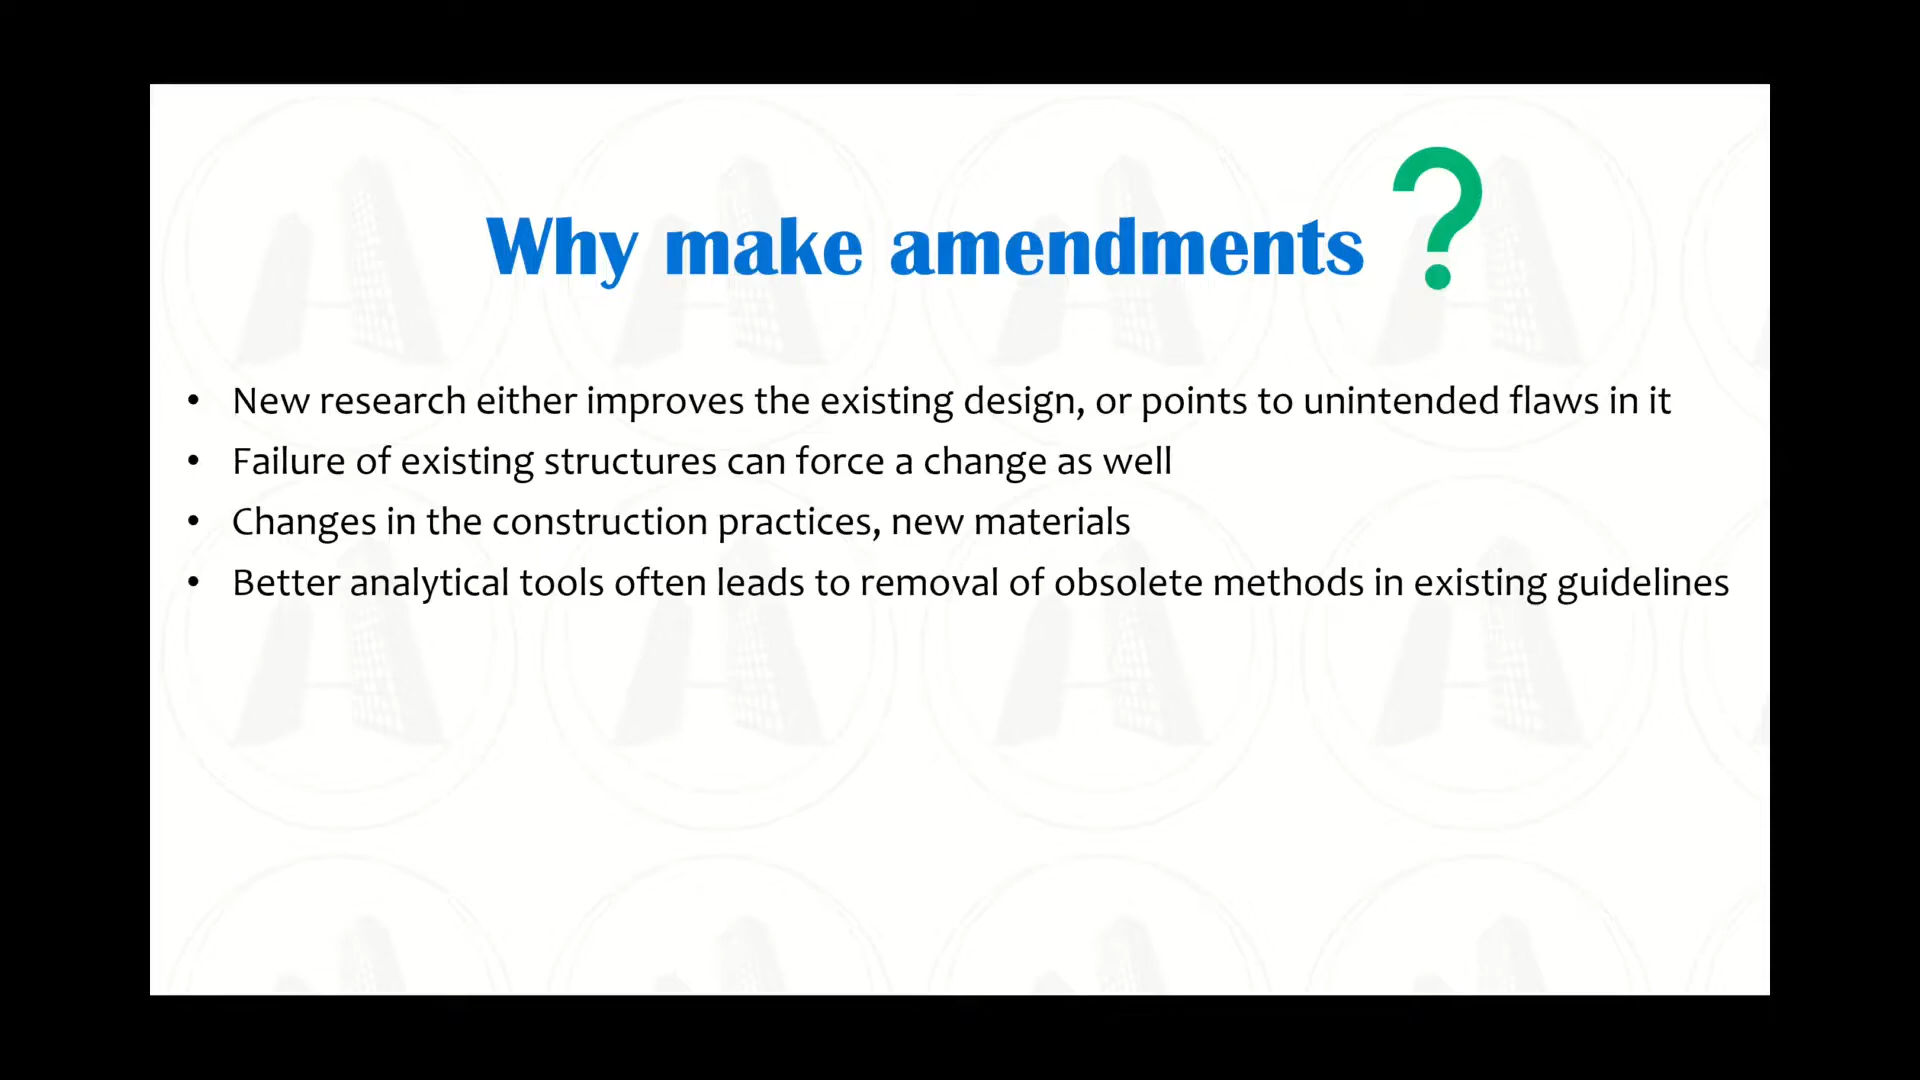 Why make amendments ?
• New research either improves the existing design, or points to unintended flaws in it
• Failure of existing structures can force a change as well
• Changes in the construction practices, new materials
• Better analytical tools often leads to removal of obsolete methods in existing guidelines